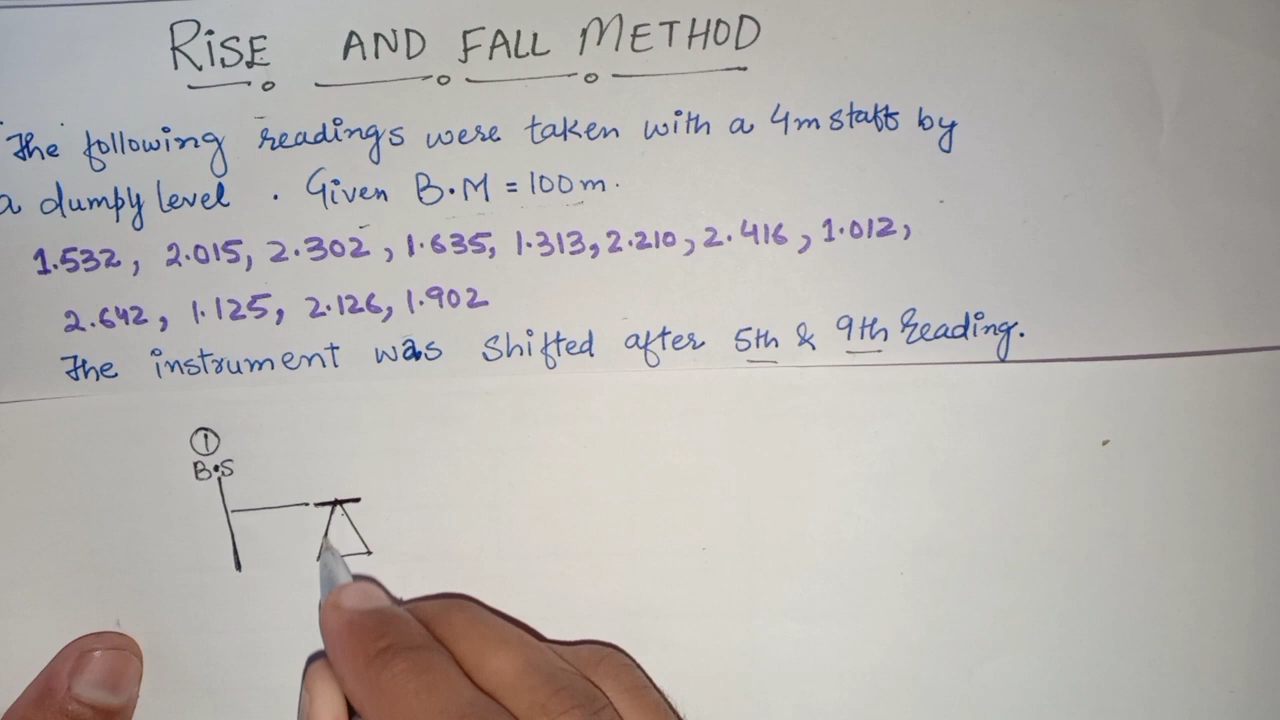 RISE AND FALL METHOD
The following readings were taken with a 4m staff by
a dumpy level. Given B.M = 100m.
1.532, 2.015, 2.302, 1.635, 1.313, 2.210, 2.416, 1.012,
2.642, 1.125, 2.126, 1.902
The instrument was shifted after 5th & 9th reading.
①
B.S